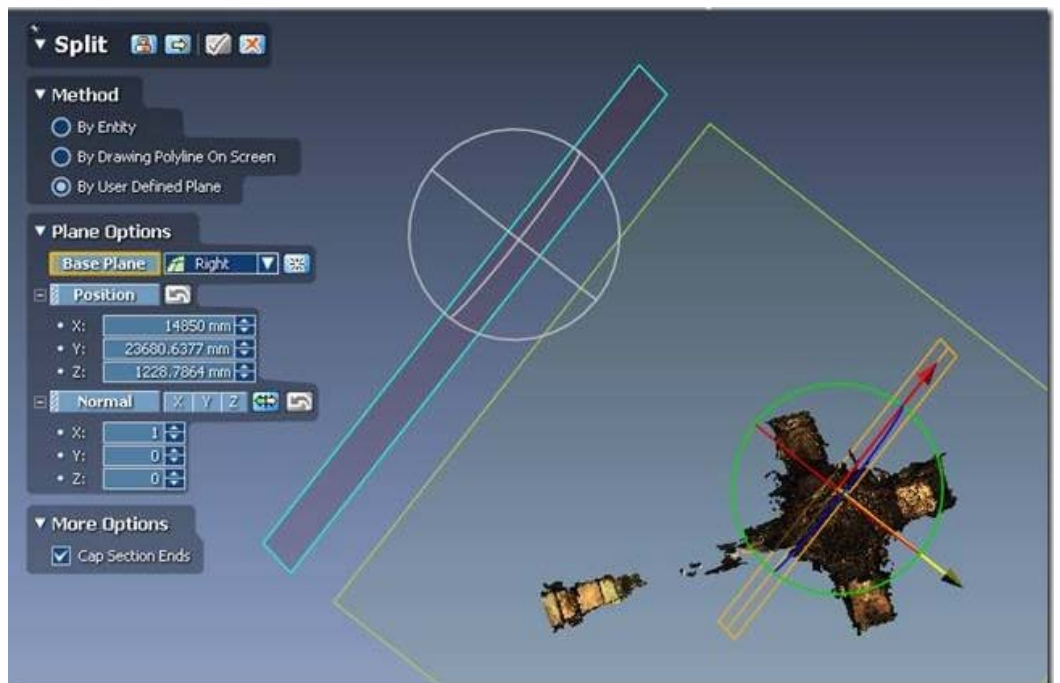 Split
Method
By Entity
By Drawing Polyline On Screen
By User Defined Plane
Plane Options
Base Plane Right
Position
X: 14850 mm
Y: 23680.6377 mm
Z: 1228.7864 mm
Normal X Y Z
X: 1
Y: 0
Z: 0
More Options
Cap Section Ends